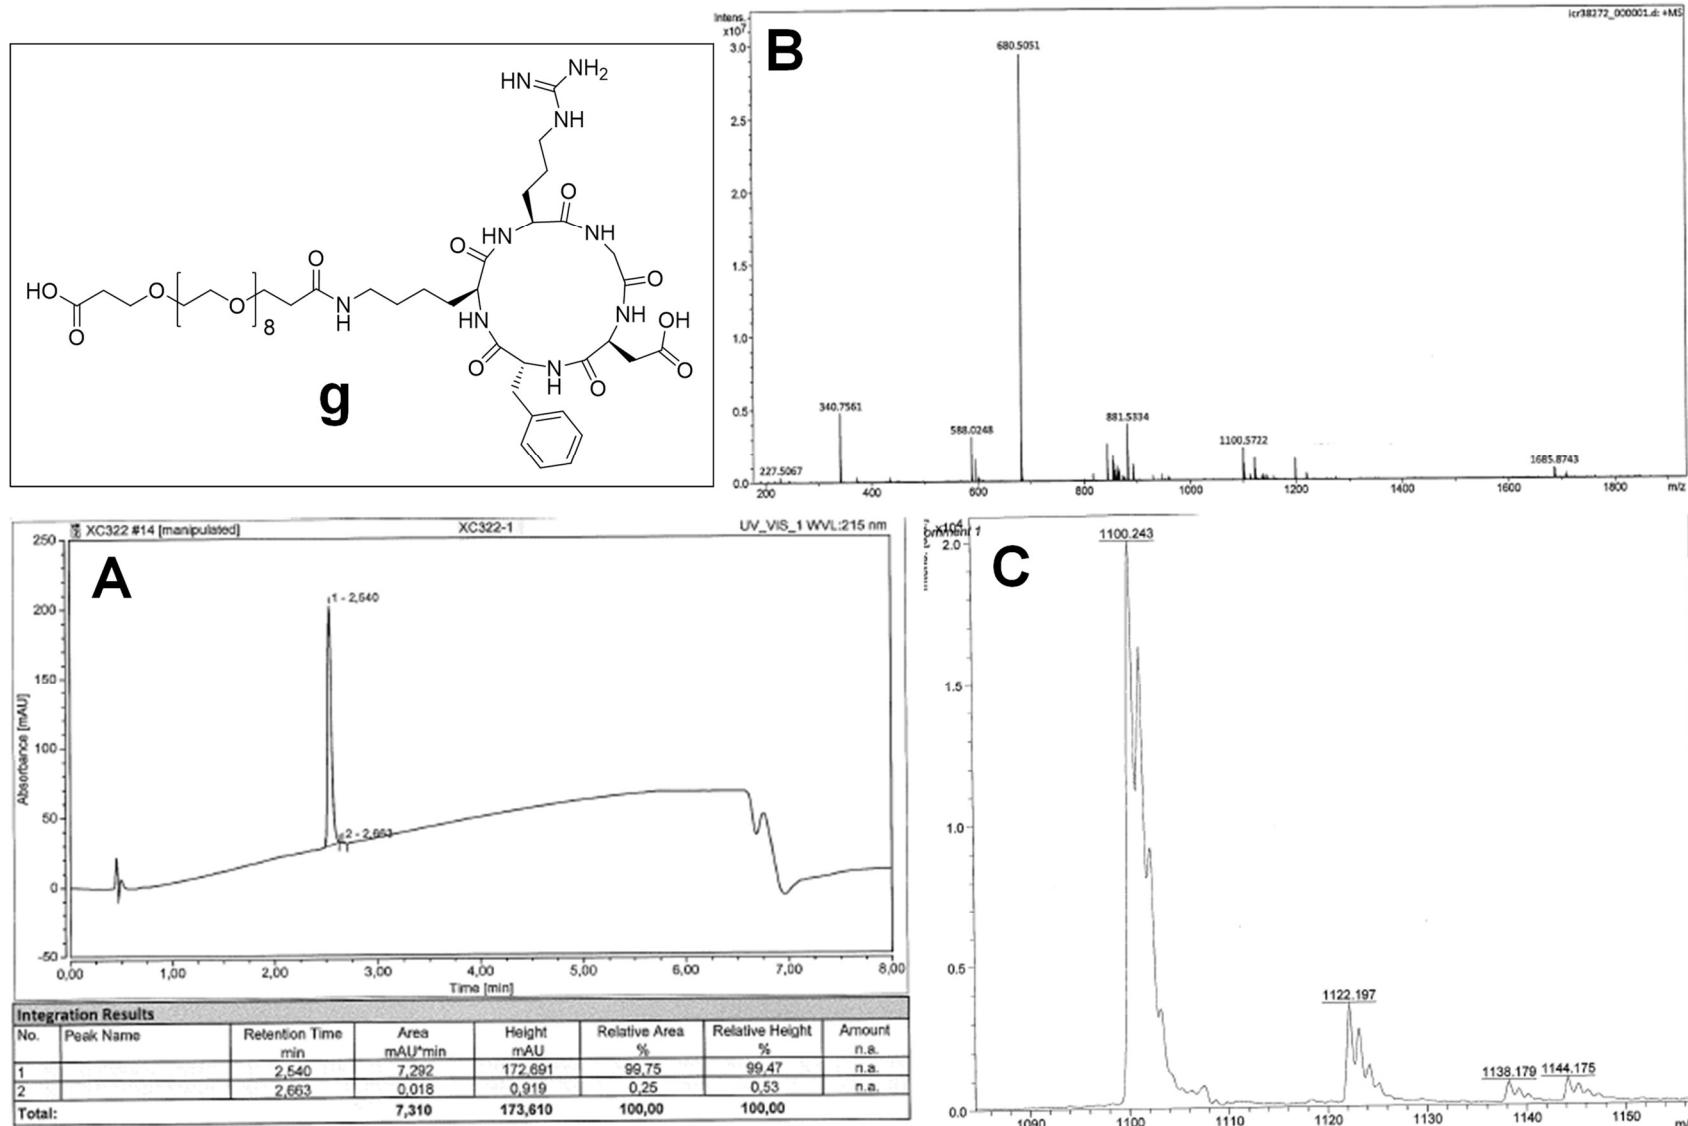 HN
NH₂
NH
O
HN
NH
O
O
O
HO
O
O
8
N
H
O
HN
NH
OH
O
O
N
H
O
O
g
Intens.
x10⁷
icr38272_000001.d: +MS
B
3.0
2.5
2.0
1.5
1.0
0.5
0.0
680.5051
340.7561
227.5067
588.0248
881.5334
1100.5722
1685.8743
200 400 600 800 1000 1200 1400 1600 1800 m/z
XC322 #14 [manipulated] XC322-1 UV_VIS_1 WVL:215 nm
A
Absorbance [mAU]
250
200
150
100
50
0
-50
1 - 2,540
2 - 2,663
0,00 1,00 2,00 3,00 4,00 5,00 6,00 7,00 8,00
Time [min]
Integration Results
No. Peak Name Retention Time Area Height Relative Area Relative Height Amount
min mAU*min mAU % % n.a.
1 2,540 7,292 172,691 99,75 99,47 n.a.
2 2,663 0,018 0,919 0,25 0,53 n.a.
Total: 7,310 173,610 100,00 100,00
x10⁴
C
2.0
1.5
1.0
0.5
0.0
1100.243
1122.197
1138.179
1144.175
1090 1100 1110 1120 1130 1140 1150